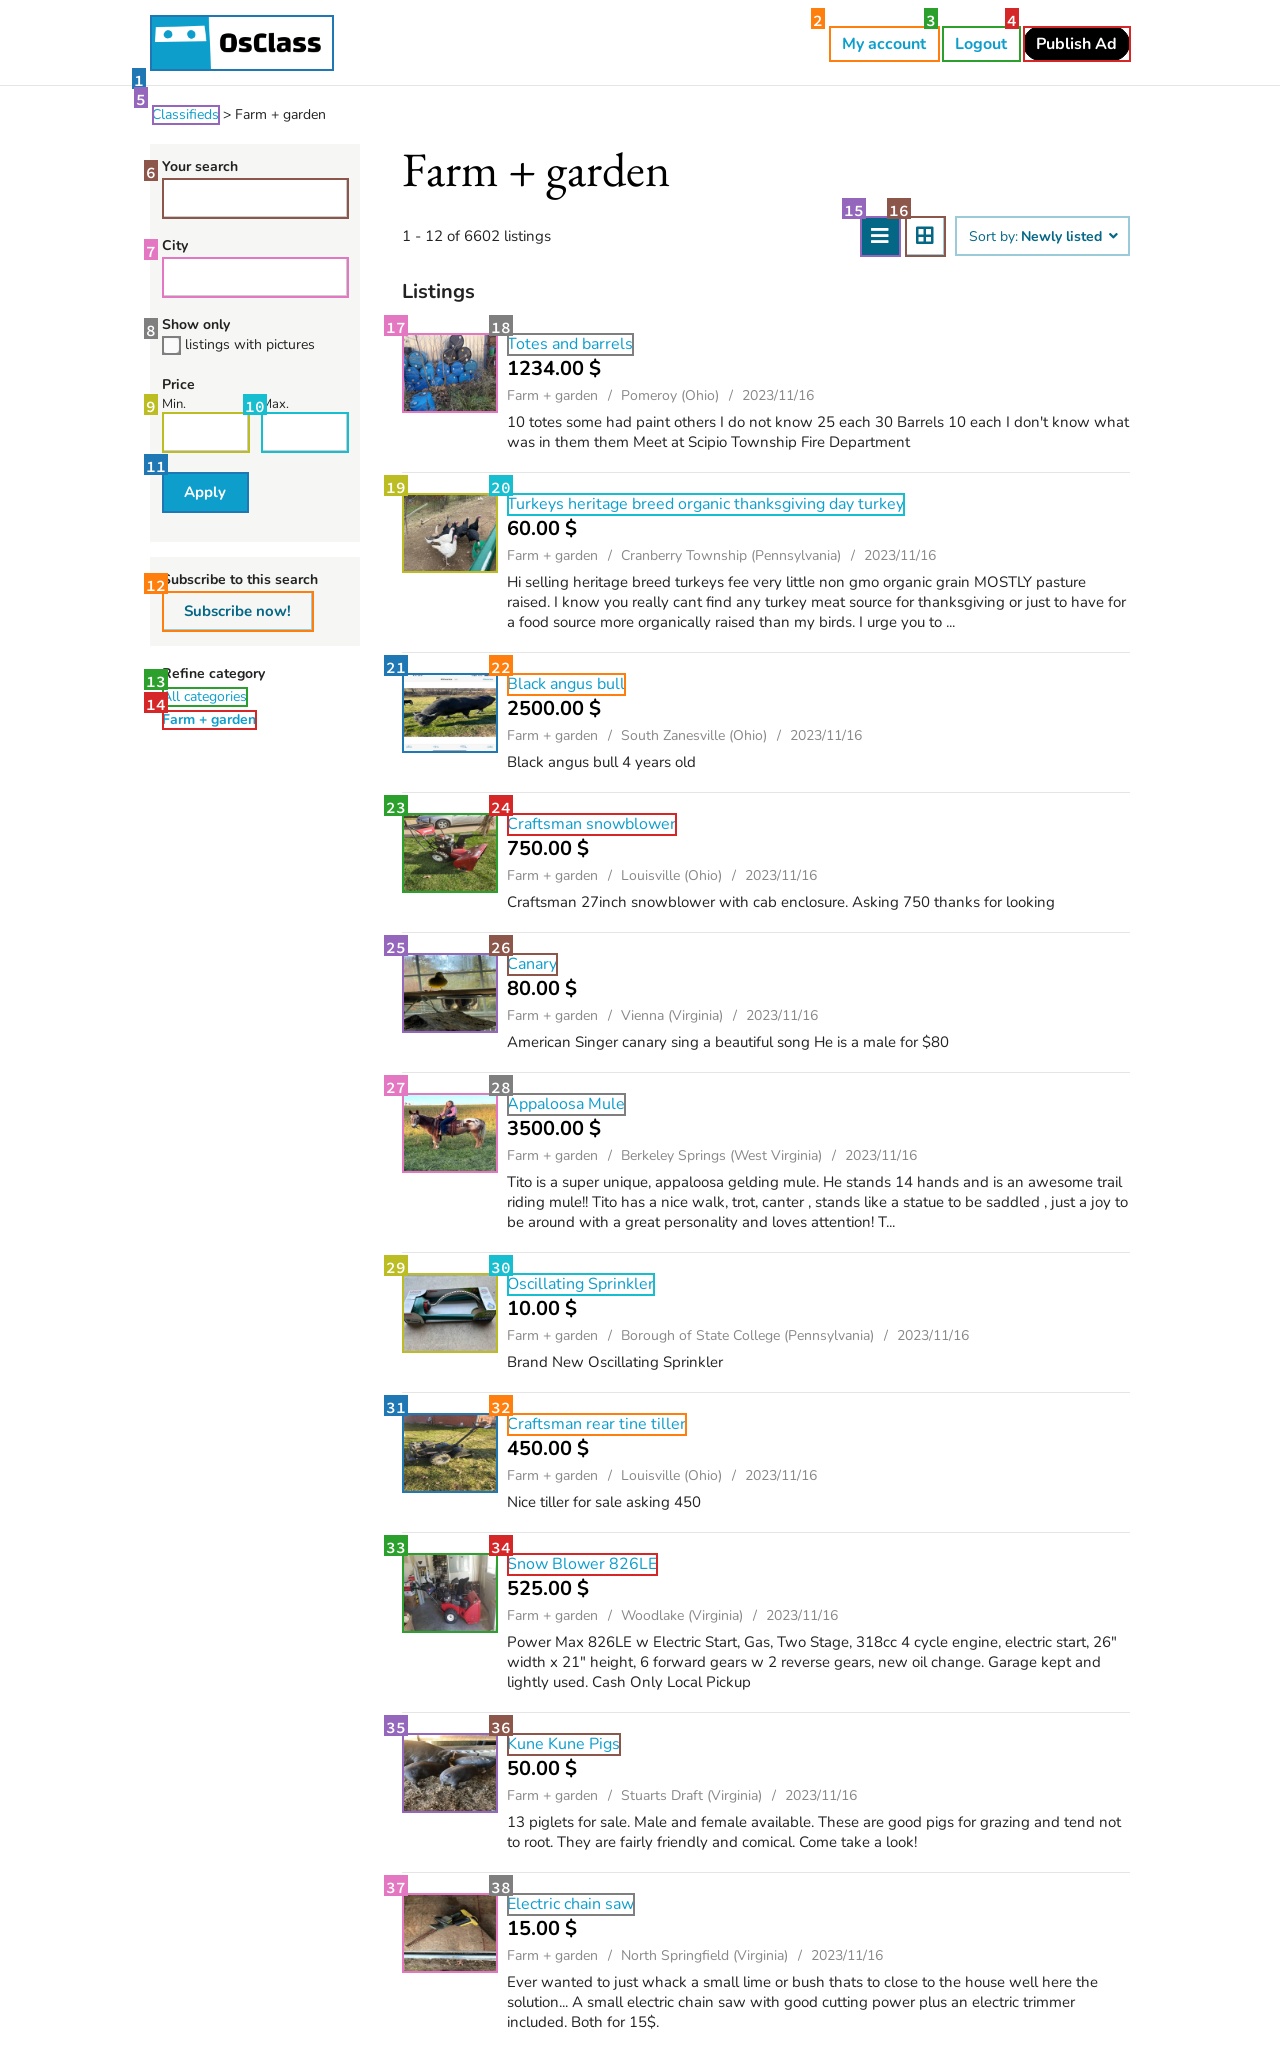 OsClass
2
My account
3
Logout
4
Publish Ad
1
5
Classifieds > Farm + garden
6
Your search
7
City
8
Show only
listings with pictures
Price
9
Min.
10
Max.
11
Apply
12
Subscribe to this search
Subscribe now!
Refine category
13
All categories
14
Farm + garden
Farm + garden
1 - 12 of 6602 listings
15
16
Sort by: Newly listed
Listings
17
18
Totes and barrels
1234.00 $
Farm + garden / Pomeroy (Ohio) / 2023/11/16
10 totes some had paint others I do not know 25 each 30 Barrels 10 each I don't know what
was in them them Meet at Scipio Township Fire Department
19
20
Turkeys heritage breed organic thanksgiving day turkey
60.00 $
Farm + garden / Cranberry Township (Pennsylvania) / 2023/11/16
Hi selling heritage breed turkeys fee very little non gmo organic grain MOSTLY pasture
raised. I know you really cant find any turkey meat source for thanksgiving or just to have for
a food source more organically raised than my birds. I urge you to ...
21
22
Black angus bull
2500.00 $
Farm + garden / South Zanesville (Ohio) / 2023/11/16
Black angus bull 4 years old
23
24
Craftsman snowblower
750.00 $
Farm + garden / Louisville (Ohio) / 2023/11/16
Craftsman 27inch snowblower with cab enclosure. Asking 750 thanks for looking
25
26
Canary
80.00 $
Farm + garden / Vienna (Virginia) / 2023/11/16
American Singer canary sing a beautiful song He is a male for $80
27
28
Appaloosa Mule
3500.00 $
Farm + garden / Berkeley Springs (West Virginia) / 2023/11/16
Tito is a super unique, appaloosa gelding mule. He stands 14 hands and is an awesome trail
riding mule!! Tito has a nice walk, trot, canter , stands like a statue to be saddled , just a joy to
be around with a great personality and loves attention! T...
29
30
Oscillating Sprinkler
10.00 $
Farm + garden / Borough of State College (Pennsylvania) / 2023/11/16
Brand New Oscillating Sprinkler
31
32
Craftsman rear tine tiller
450.00 $
Farm + garden / Louisville (Ohio) / 2023/11/16
Nice tiller for sale asking 450
33
34
Snow Blower 826LE
525.00 $
Farm + garden / Woodlake (Virginia) / 2023/11/16
Power Max 826LE w Electric Start, Gas, Two Stage, 318cc 4 cycle engine, electric start, 26"
width x 21" height, 6 forward gears w 2 reverse gears, new oil change. Garage kept and
lightly used. Cash Only Local Pickup
35
36
Kune Kune Pigs
50.00 $
Farm + garden / Stuarts Draft (Virginia) / 2023/11/16
13 piglets for sale. Male and female available. These are good pigs for grazing and tend not
to root. They are fairly friendly and comical. Come take a look!
37
38
Electric chain saw
15.00 $
Farm + garden / North Springfield (Virginia) / 2023/11/16
Ever wanted to just whack a small lime or bush thats to close to the house well here the
solution... A small electric chain saw with good cutting power plus an electric trimmer
included. Both for 15$.